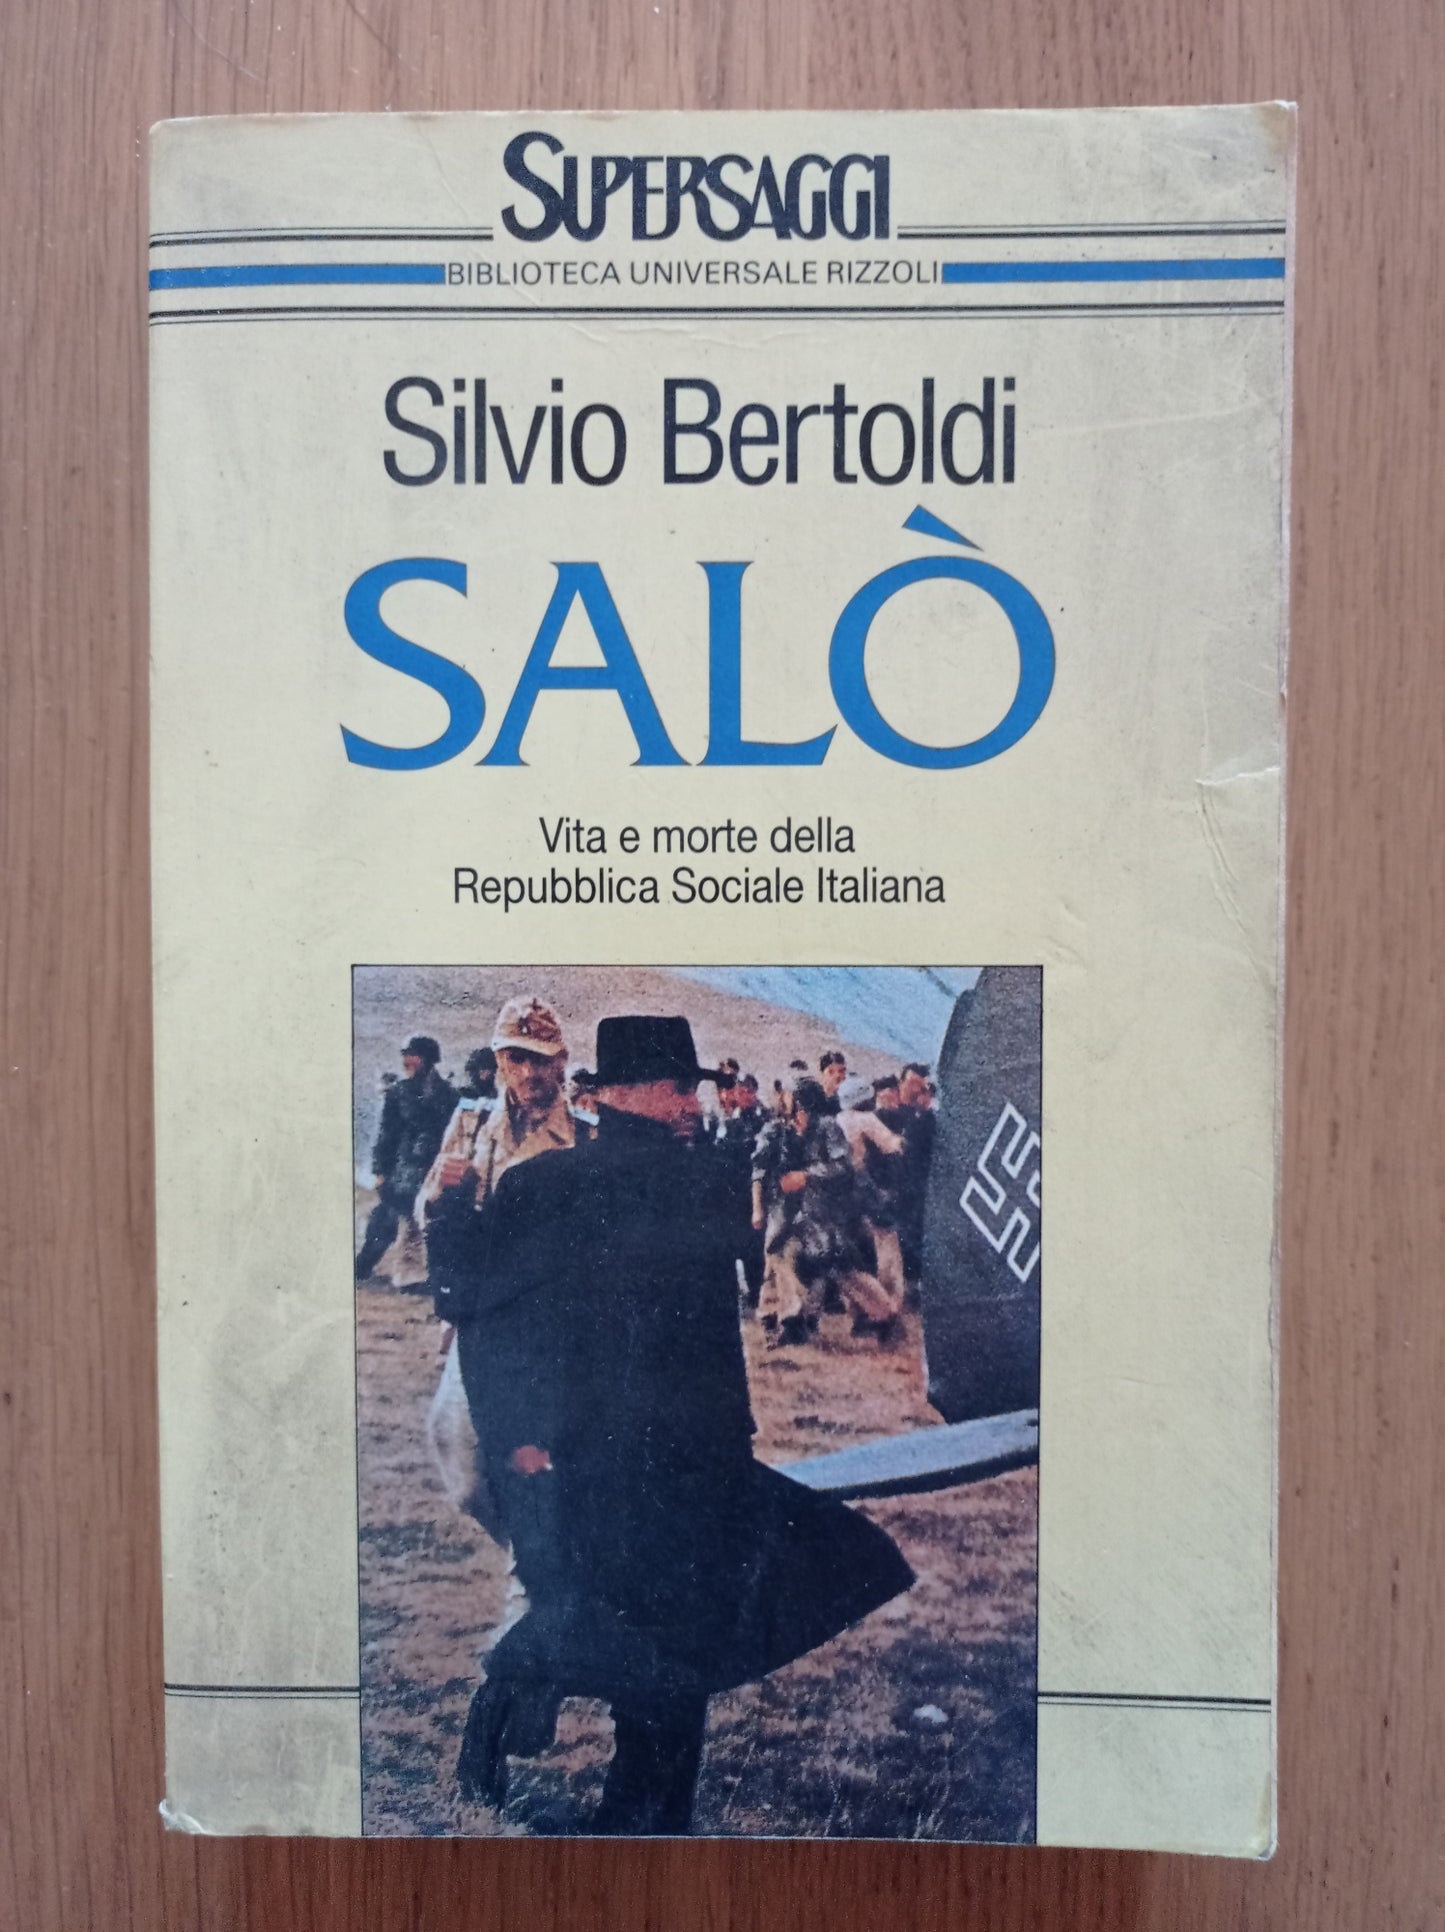 SUPERSAGGI
BIBLIOTECA UNIVERSALE RIZZOLI
Silvio Bertoldi
SALÒ
Vita e morte della
Repubblica Sociale Italiana